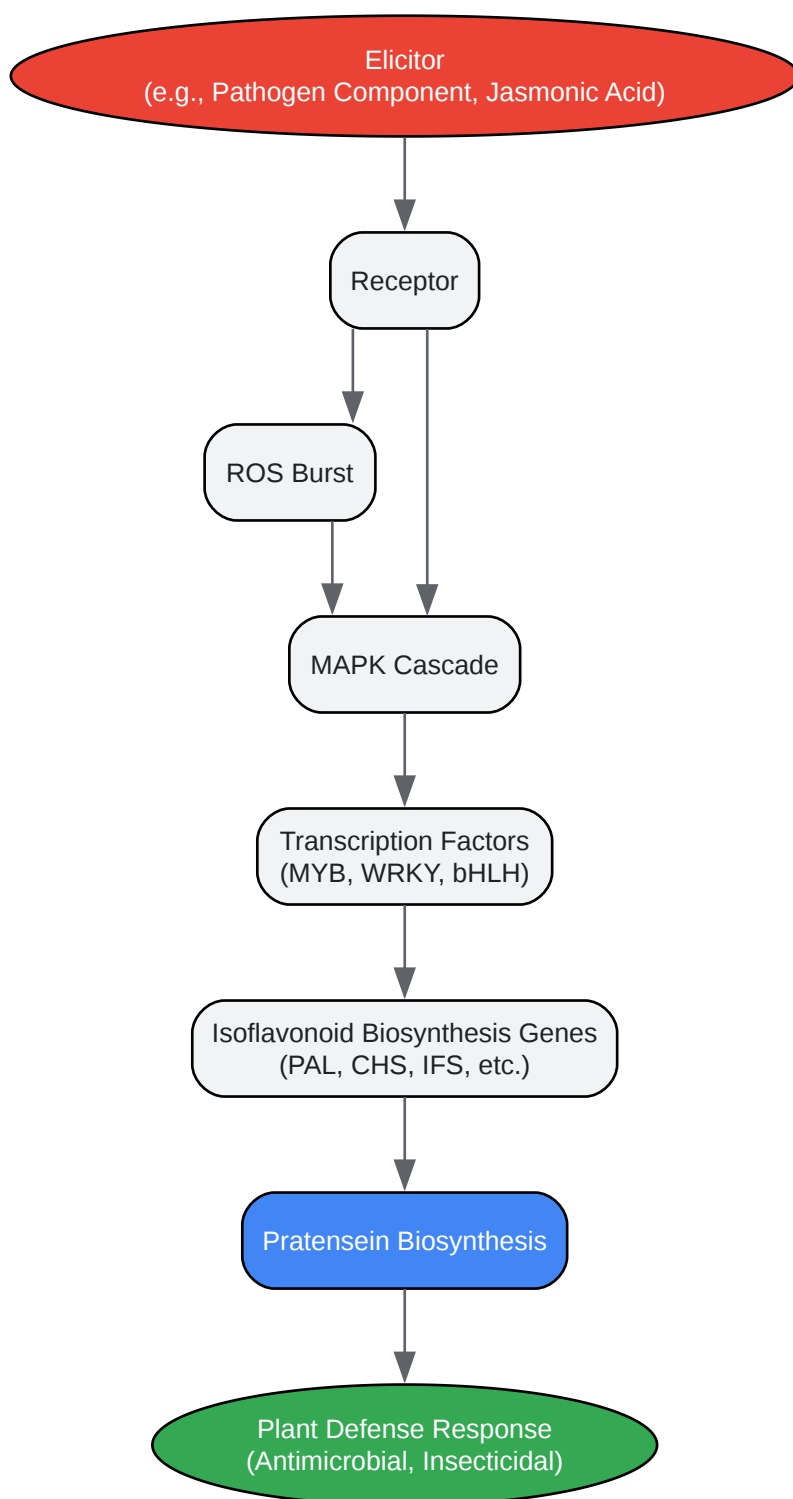 Elicitor
(e.g., Pathogen Component, Jasmonic Acid)
Receptor
ROS Burst
MAPK Cascade
Transcription Factors
(MYB, WRKY, bHLH)
Isoflavonoid Biosynthesis Genes
(PAL, CHS, IFS, etc.)
Pratensein Biosynthesis
Plant Defense Response
(Antimicrobial, Insecticidal)